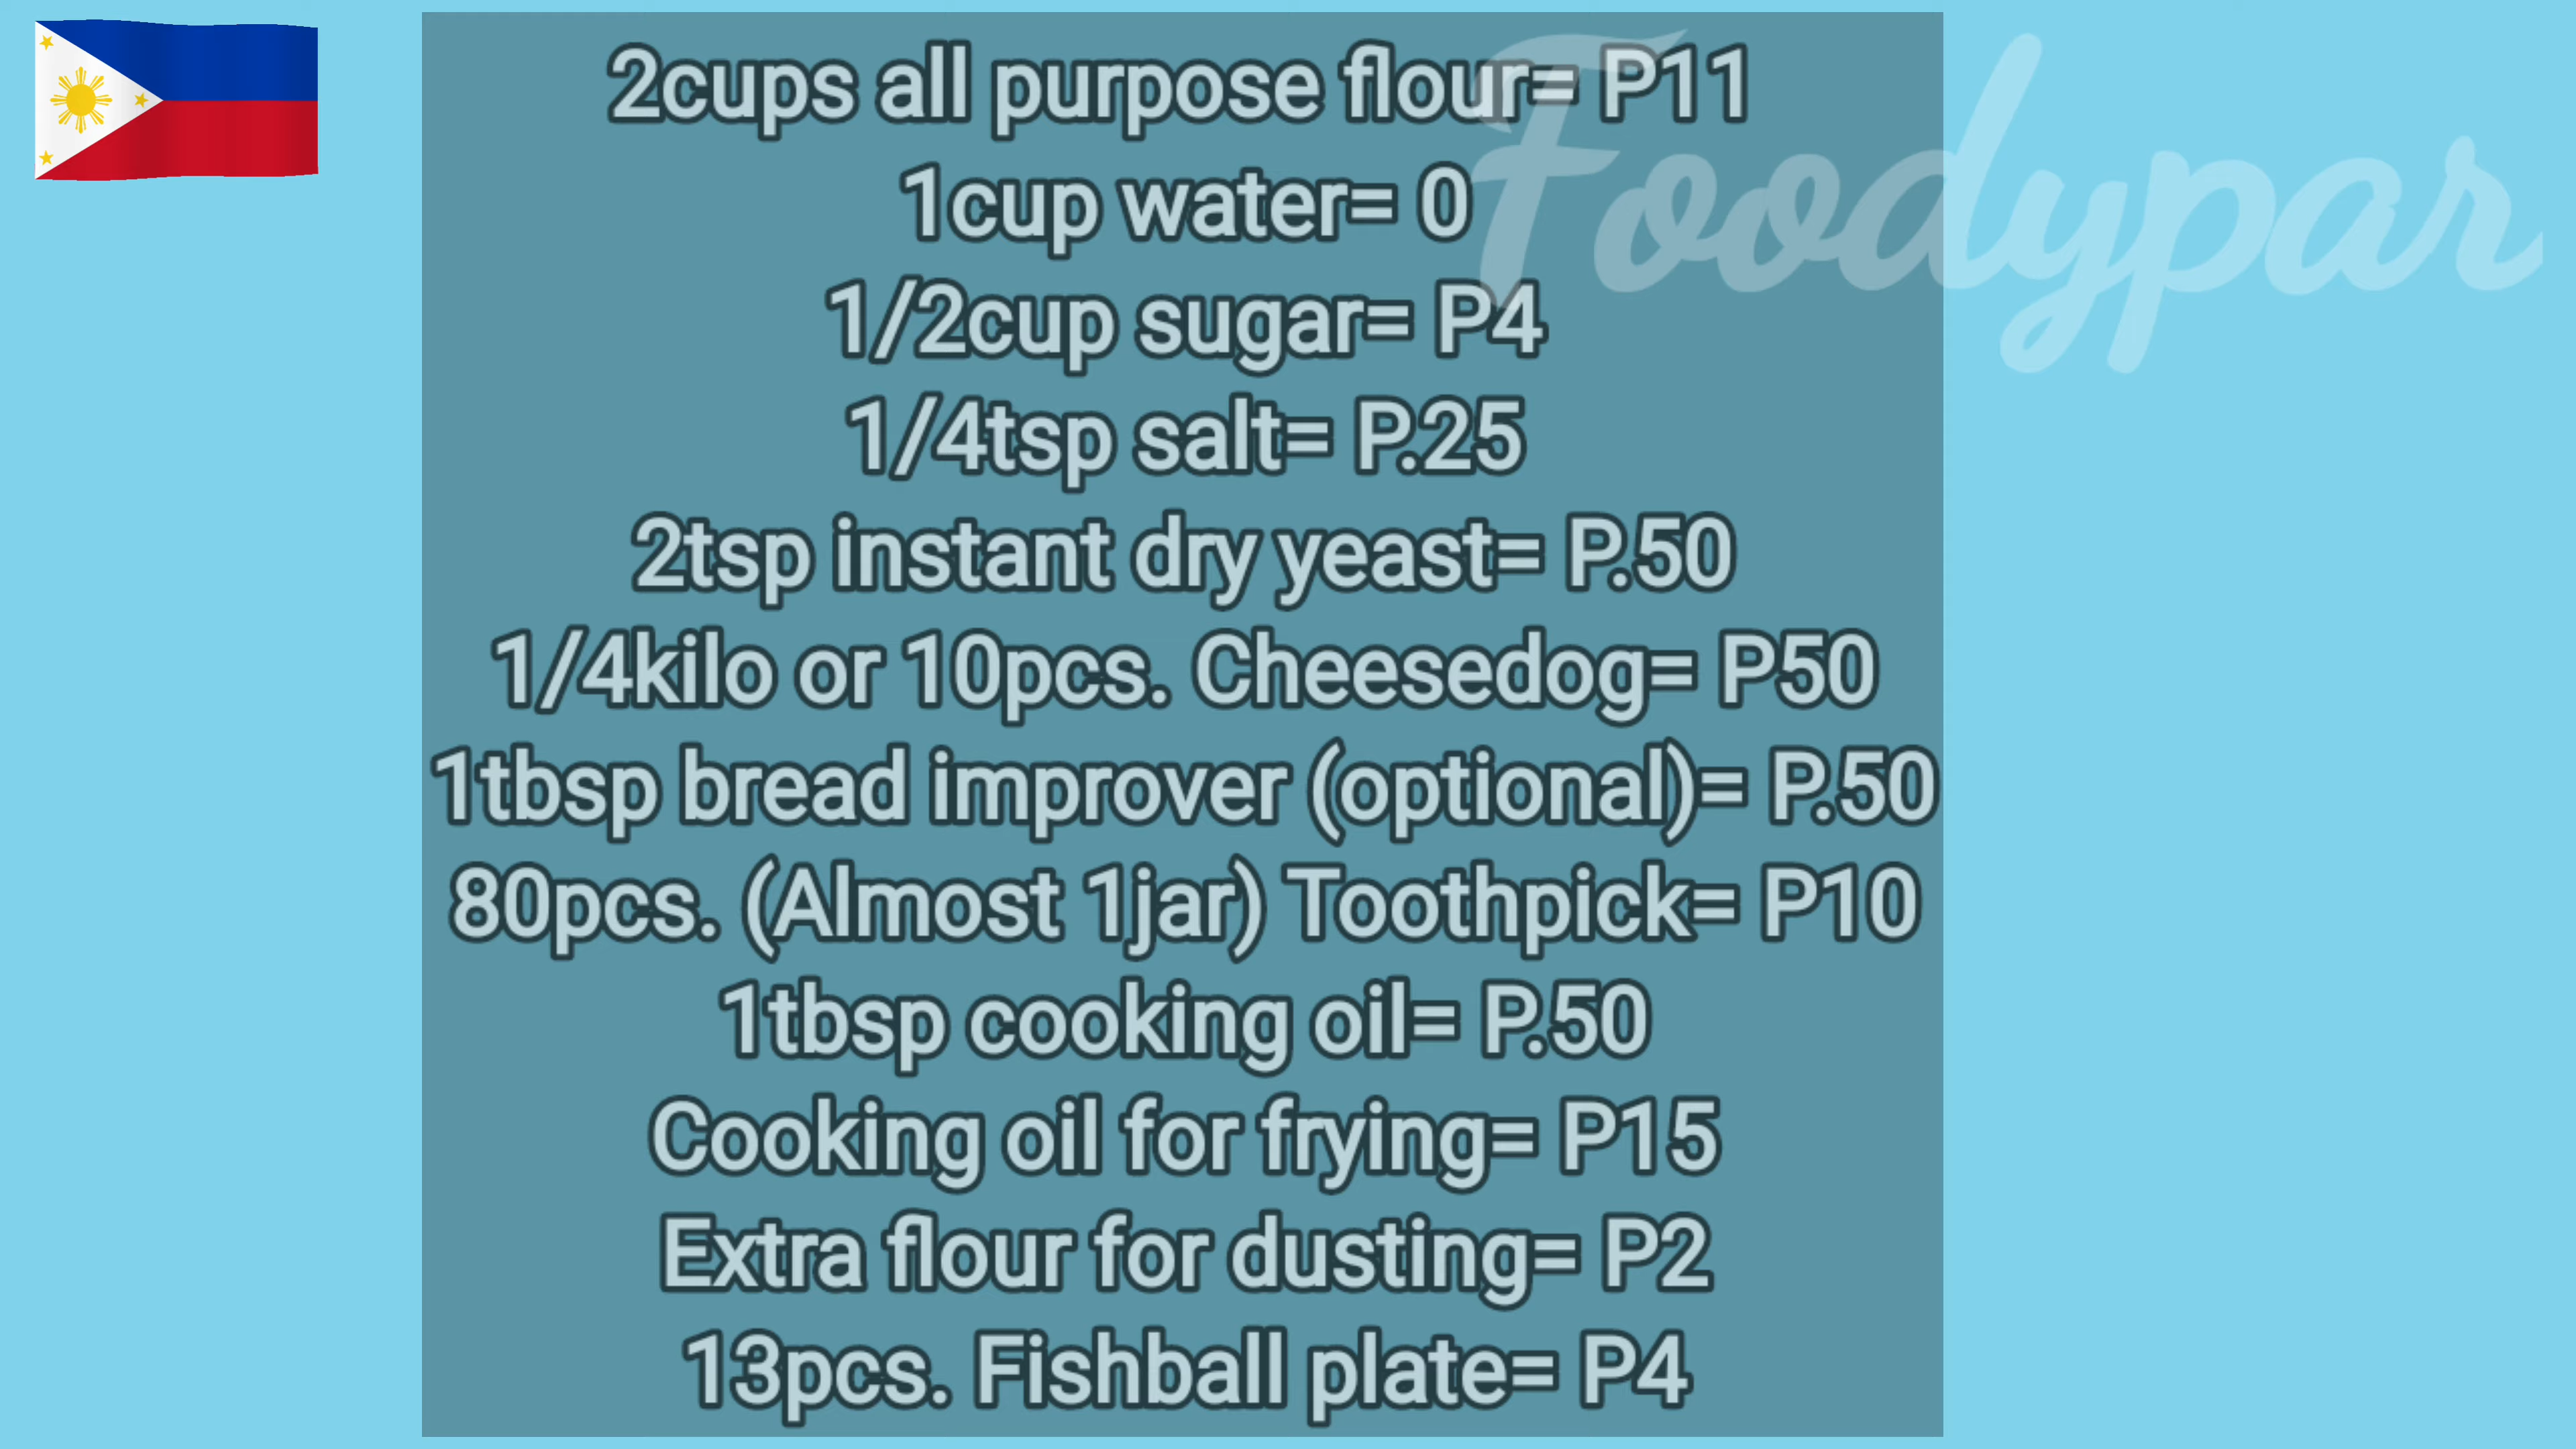 2cups all purpose flour= P11
1cup water= 0
1/2cup sugar= P4
1/4tsp salt= P.25
2tsp instant dry yeast= P.50
1/4kilo or 10pcs. Cheesedog= P50
1tbsp bread improver (optional)= P.50
80pcs. (Almost 1jar) Toothpick= P10
1tbsp cooking oil= P.50
Cooking oil for frying= P15
Extra flour for dusting= P2
13pcs. Fishball plate= P4
Foodypar